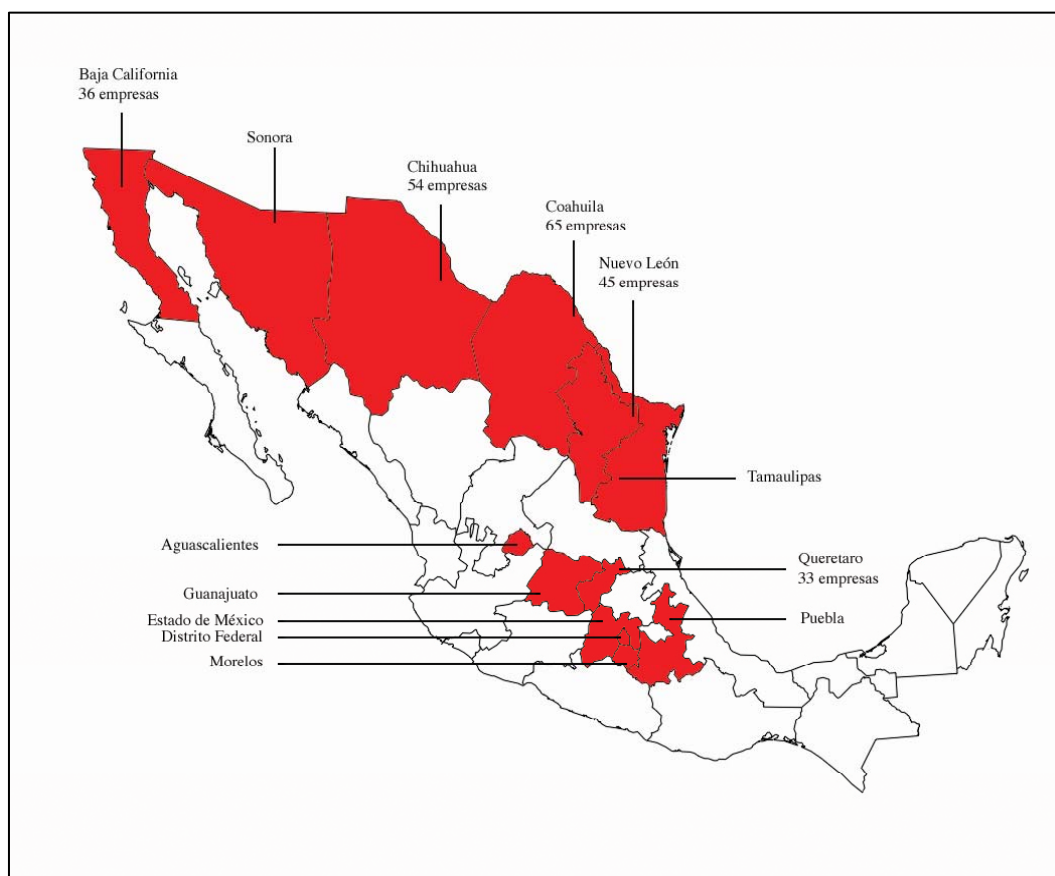 Baja California
36 empresas
Sonora
Chihuahua
54 empresas
Coahuila
65 empresas
Nuevo León
45 empresas
Tamaulipas
Aguascalientes
Queretaro
33 empresas
Guanajuato
Estado de México
Puebla
Distrito Federal
Morelos